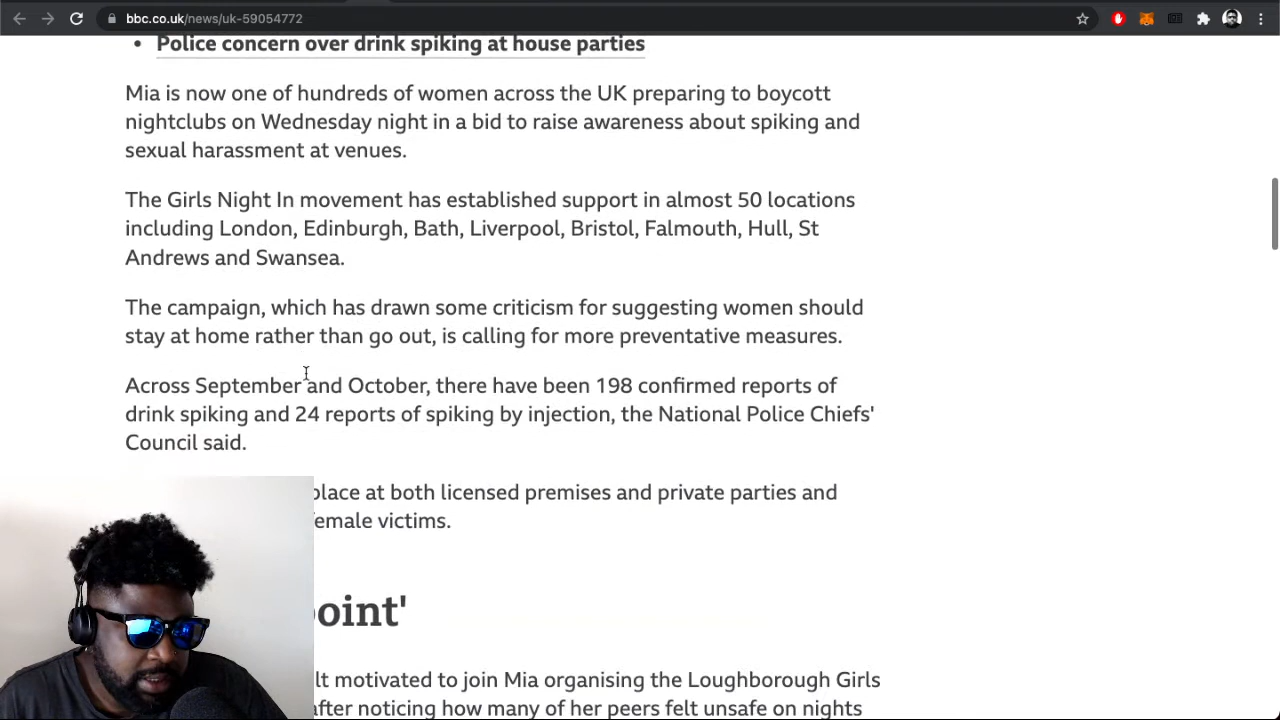 bbc.co.uk/news/uk-59054772
• Police concern over drink spiking at house parties
Mia is now one of hundreds of women across the UK preparing to boycott
nightclubs on Wednesday night in a bid to raise awareness about spiking and
sexual harassment at venues.
The Girls Night In movement has established support in almost 50 locations
including London, Edinburgh, Bath, Liverpool, Bristol, Falmouth, Hull, St
Andrews and Swansea.
The campaign, which has drawn some criticism for suggesting women should
stay at home rather than go out, is calling for more preventative measures.
Across September and October, there have been 198 confirmed reports of
drink spiking and 24 reports of spiking by injection, the National Police Chiefs'
Council said.
place at both licensed premises and private parties and
female victims.
point'
lt motivated to join Mia organising the Loughborough Girls
after noticing how many of her peers felt unsafe on nights